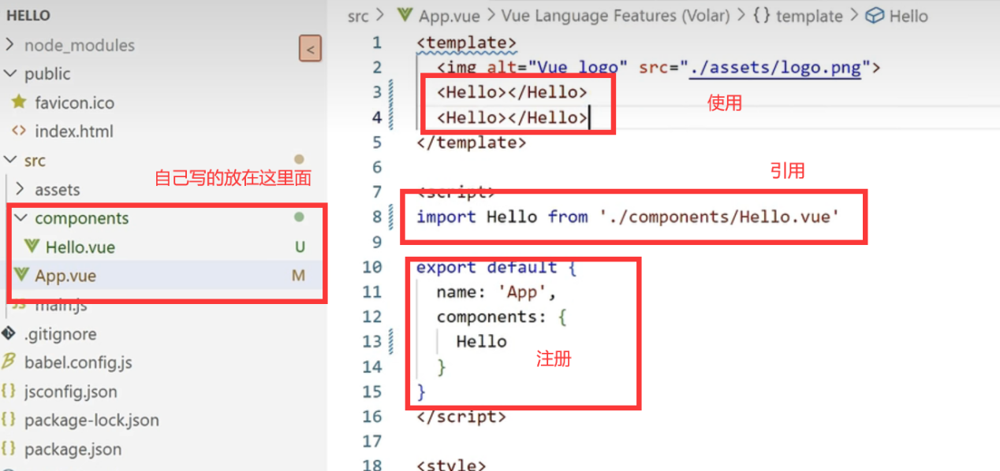 HELLO
node_modules
<
public
favicon.ico
<> index.html
src
自己写的放在这里面
assets
components
Hello.vue U
App.vue M
JS main.js
.gitignore
babel.config.js
{} jsconfig.json
{} package-lock.json
{} package.json
src > App.vue > Vue Language Features (Volar) > {} template > Hello
1 <template>
2 <img alt="Vue logo" src="./assets/logo.png">
3 <Hello></Hello>
使用
4 <Hello></Hello>
5 </template>
6
引用
7 <script>
8 import Hello from './components/Hello.vue'
9
10 export default {
11 name: 'App',
12 components: {
13 Hello
注册
14 }
15 }
16 </script>
17
18 <style>